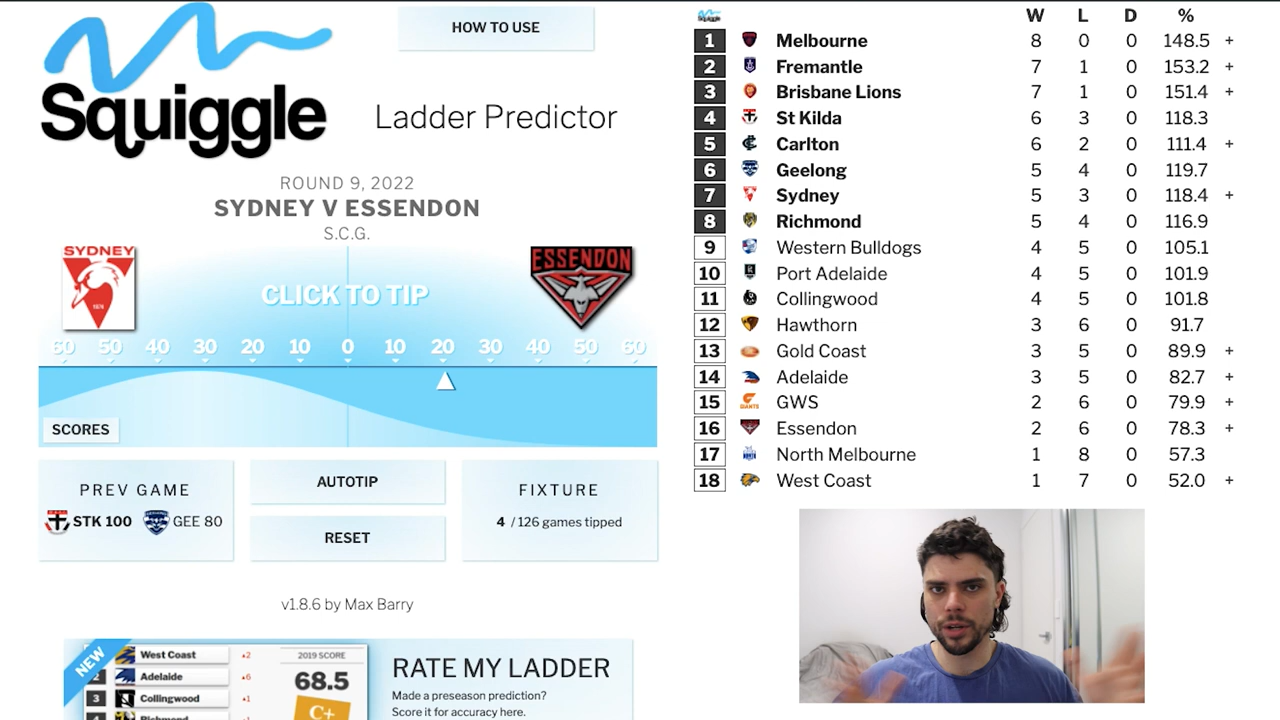 Squiggle
HOW TO USE
Ladder Predictor
ROUND 9, 2022
SYDNEY V ESSENDON
S.C.G.
SYDNEY
1874
ESSENDON
CLICK TO TIP
60 50 40 30 20 10 0 10 20 30 40 50 60
SCORES
PREV GAME
STK 100 GEE 80
AUTOTIP
RESET
FIXTURE
4 / 126 games tipped
v1.8.6 by Max Barry
NEW
West Coast ▲2
2 Adelaide ▲6
3 Collingwood ▲1
4 Richmond
2019 SCORE
68.5
C+
RATE MY LADDER
Made a preseason prediction?
Score it for accuracy here.
Squiggle W L D %
1 Melbourne 8 0 0 148.5 +
2 Fremantle 7 1 0 153.2 +
3 Brisbane Lions 7 1 0 151.4 +
4 St Kilda 6 3 0 118.3
5 Carlton 6 2 0 111.4 +
6 Geelong 5 4 0 119.7
7 Sydney 5 3 0 118.4 +
8 Richmond 5 4 0 116.9
9 Western Bulldogs 4 5 0 105.1
10 Port Adelaide 4 5 0 101.9
11 Collingwood 4 5 0 101.8
12 Hawthorn 3 6 0 91.7
13 Gold Coast 3 5 0 89.9 +
14 Adelaide 3 5 0 82.7 +
15 GWS 2 6 0 79.9 +
16 Essendon 2 6 0 78.3 +
17 North Melbourne 1 8 0 57.3
18 West Coast 1 7 0 52.0 +